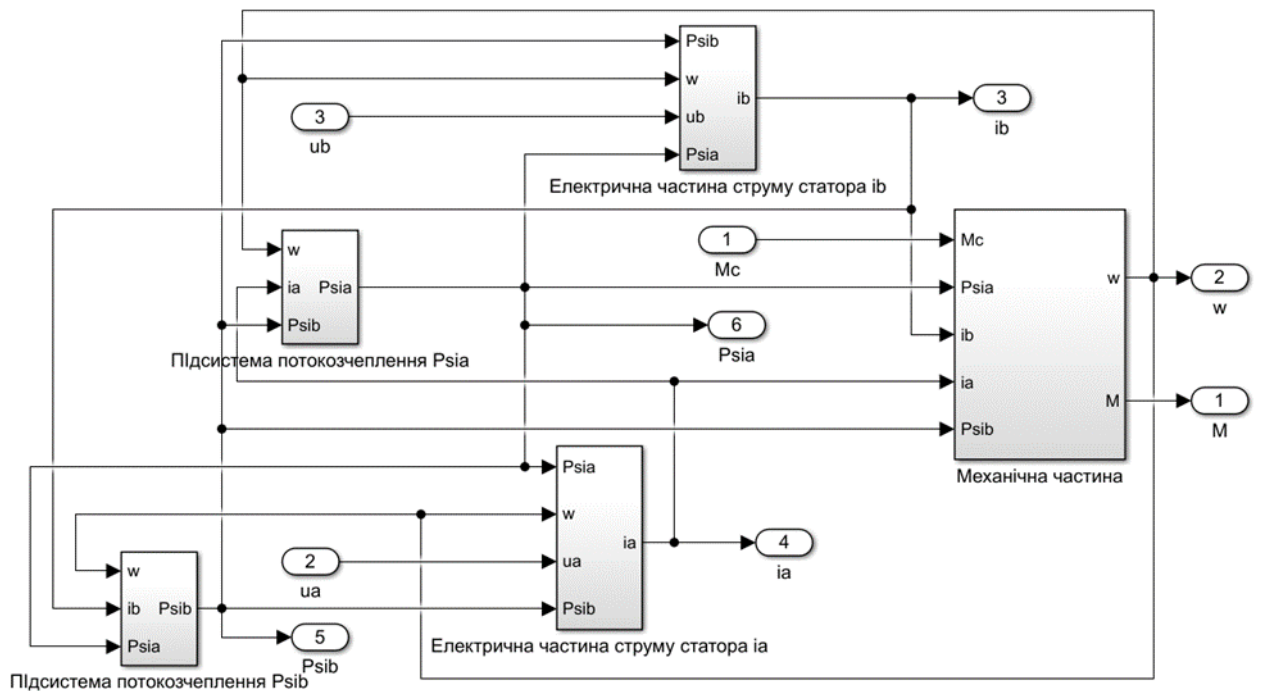 Psib
w
ub
Psia
ib
3
ub
3
ib
Електрична частина струму статора ib
w
ia
Psib
Psia
ПІдсистема потокозчеплення Psia
1
Mc
6
Psia
Mc
Psia
ib
ia
Psib
w
M
Механічна частина
2
w
1
M
Psia
w
ua
Psib
ia
2
ua
4
ia
Електрична частина струму статора ia
w
ib
Psia
Psib
5
Psib
ПІдсистема потокозчеплення Psib